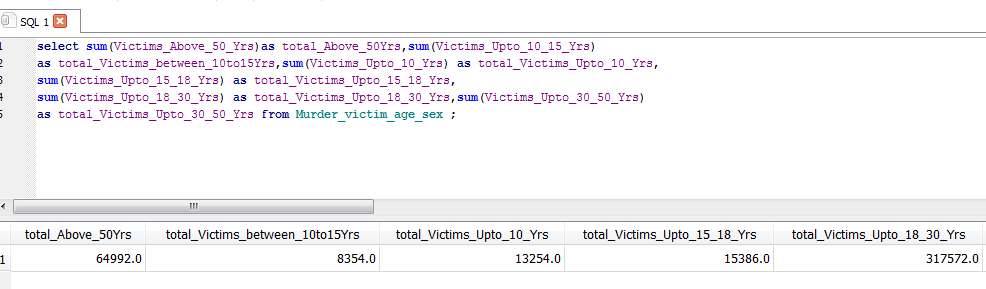 SQL 1
1 select sum(Victims_Above_50_Yrs)as total_Above_50Yrs,sum(Victims_Upto_10_15_Yrs)
2 as total_Victims_between_10to15Yrs,sum(Victims_Upto_10_Yrs) as total_Victims_Upto_10_Yrs,
3 sum(Victims_Upto_15_18_Yrs) as total_Victims_Upto_15_18_Yrs,
4 sum(Victims_Upto_18_30_Yrs) as total_Victims_Upto_18_30_Yrs,sum(Victims_Upto_30_50_Yrs)
5 as total_Victims_Upto_30_50_Yrs from Murder_victim_age_sex ;
total_Above_50Yrs total_Victims_between_10to15Yrs total_Victims_Upto_10_Yrs total_Victims_Upto_15_18_Yrs total_Victims_Upto_18_30_Yrs
1 64992.0 8354.0 13254.0 15386.0 317572.0